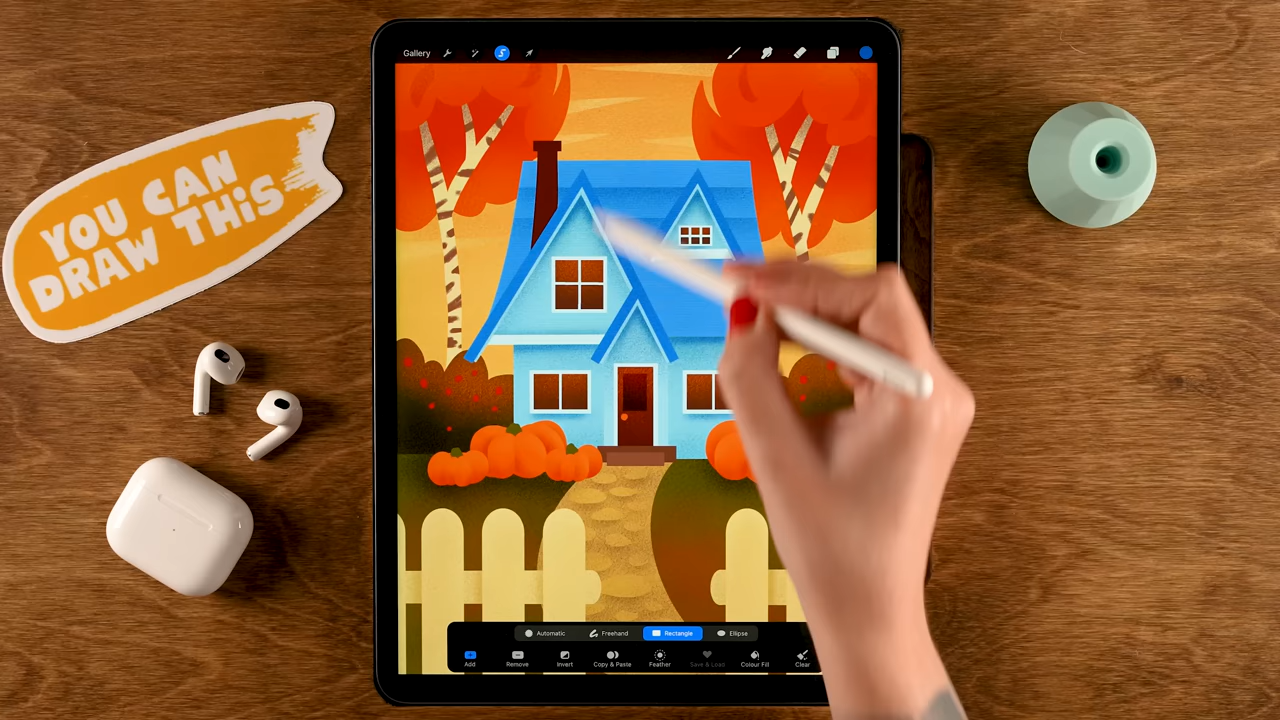 Gallery
YOU CAN
DRAW THiS
Automatic
Freehand
Rectangle
Ellipse
Add
Remove
Invert
Copy & Paste
Feather
Save & Load
Colour Fill
Clear